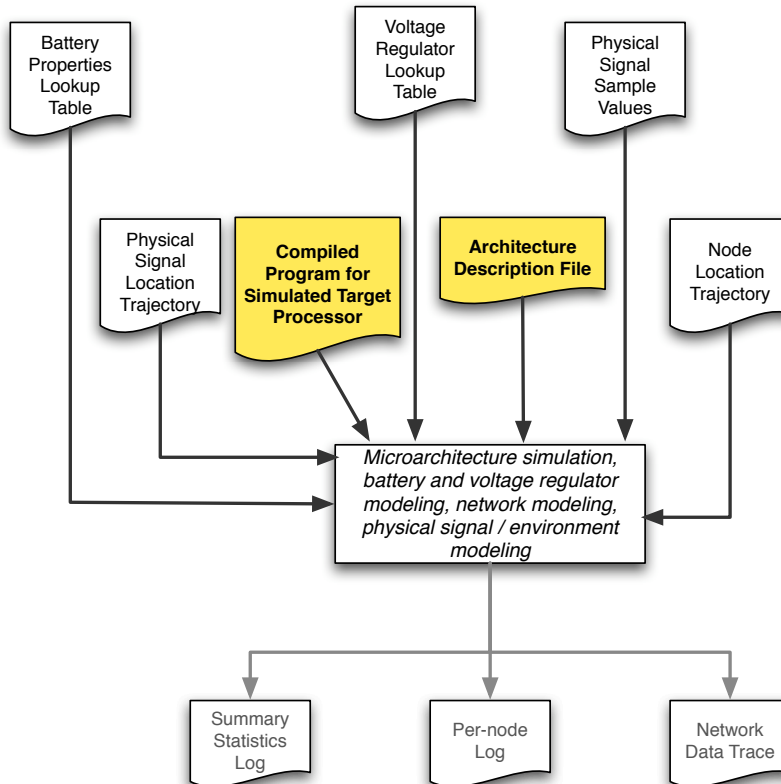 Battery
Properties
Lookup
Table
Voltage
Regulator
Lookup
Table
Physical
Signal
Sample
Values
Physical
Signal
Location
Trajectory
Compiled
Program for
Simulated Target
Processor
Architecture
Description File
Node
Location
Trajectory
Microarchitecture simulation,
battery and voltage regulator
modeling, network modeling,
physical signal / environment
modeling
Summary
Statistics
Log
Per-node
Log
Network
Data Trace